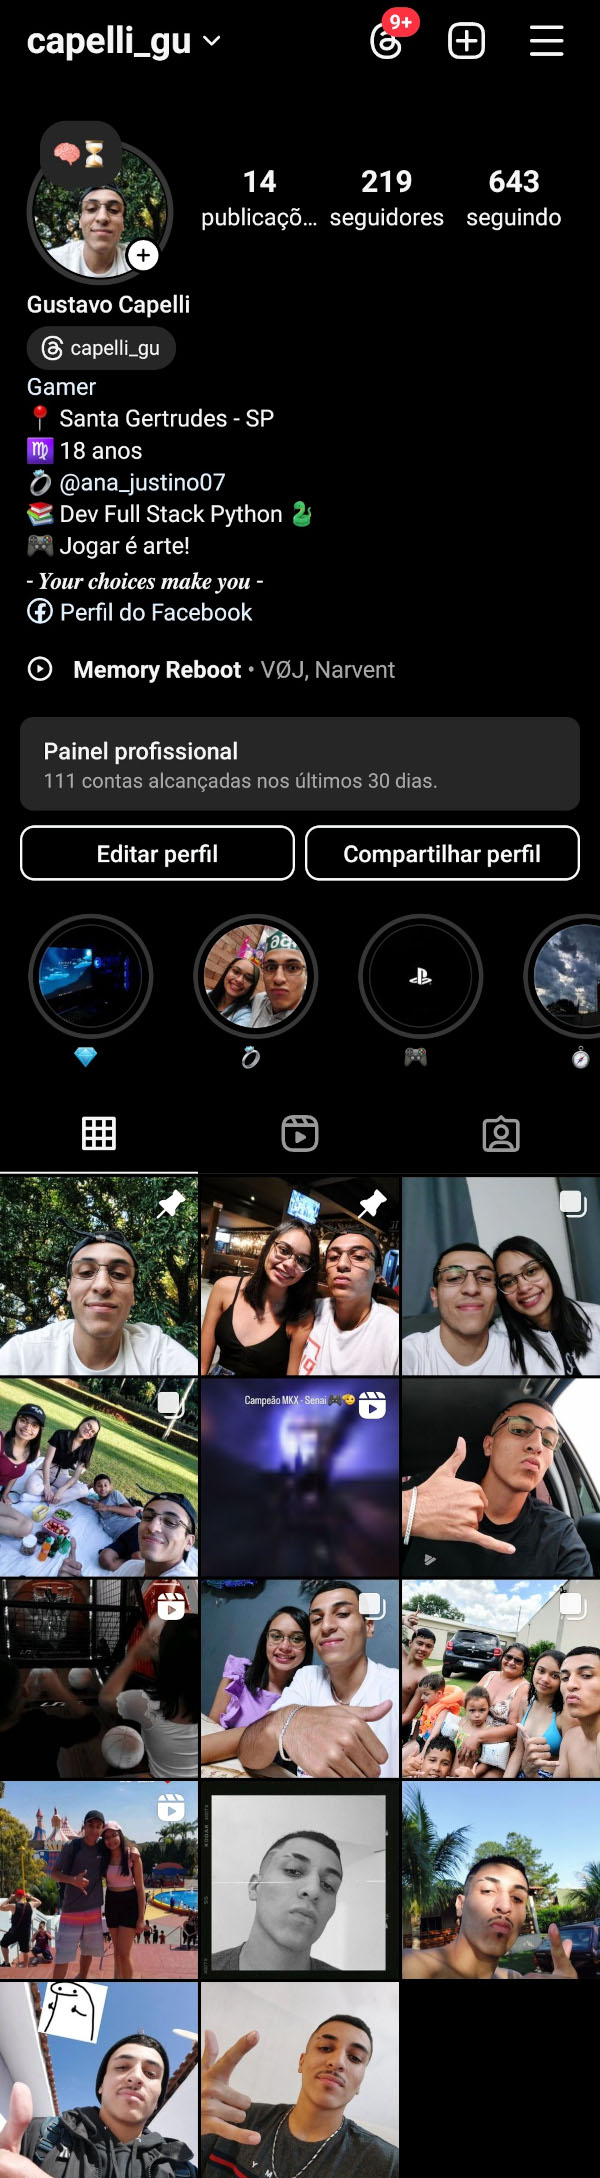 capelli_gu
9+
14 219 643
publicaçõ... seguidores seguindo
Gustavo Capelli
capelli_gu
Gamer
📍 Santa Gertrudes - SP
♍ 18 anos
💍 @ana_justino07
📚 Dev Full Stack Python 🐍
🎮 Jogar é arte!
- Your choices make you -
Perfil do Facebook
Memory Reboot • VØJ, Narvent
Painel profissional
111 contas alcançadas nos últimos 30 dias.
Editar perfil Compartilhar perfil
Campeão MKX - Senai 🎮